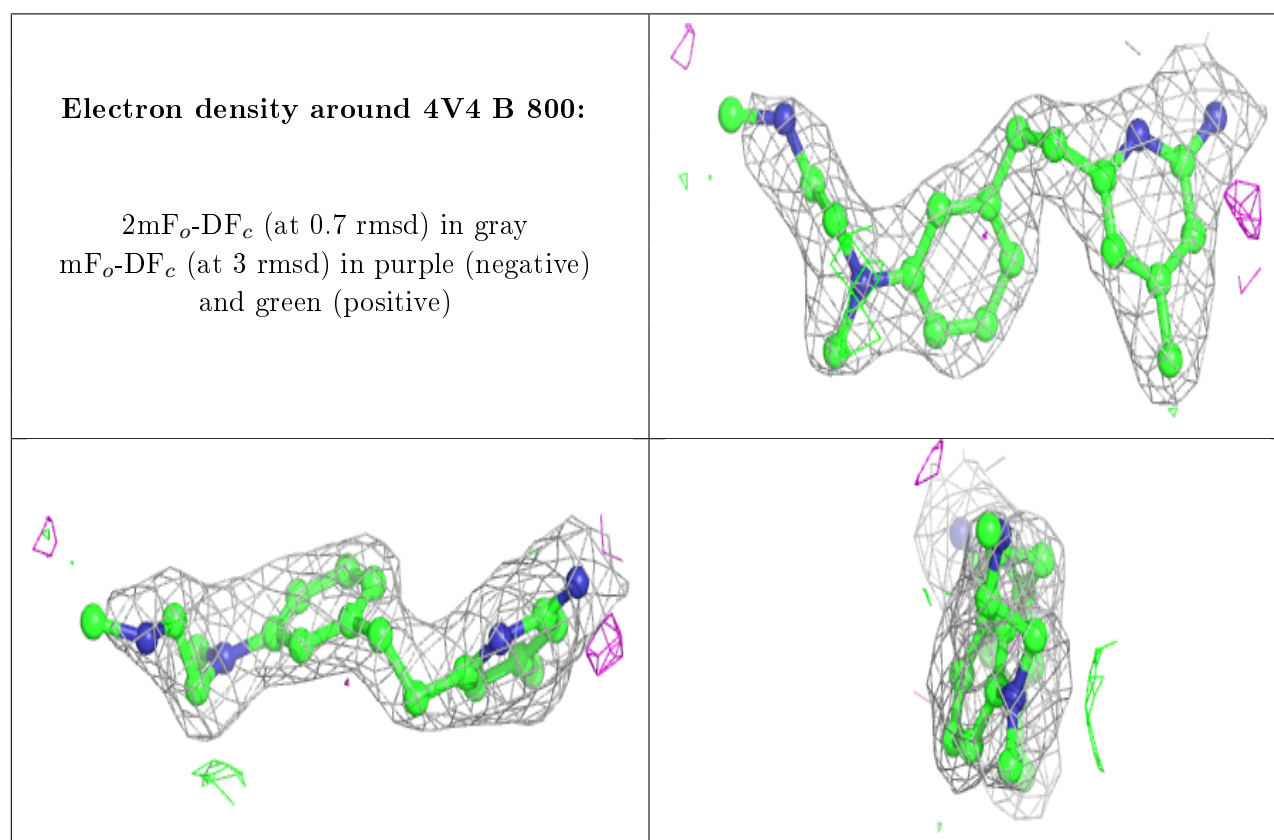 Electron density around 4V4 B 800:
2mFₒ-DF𝒸 (at 0.7 rmsd) in gray
mFₒ-DF𝒸 (at 3 rmsd) in purple (negative)
and green (positive)